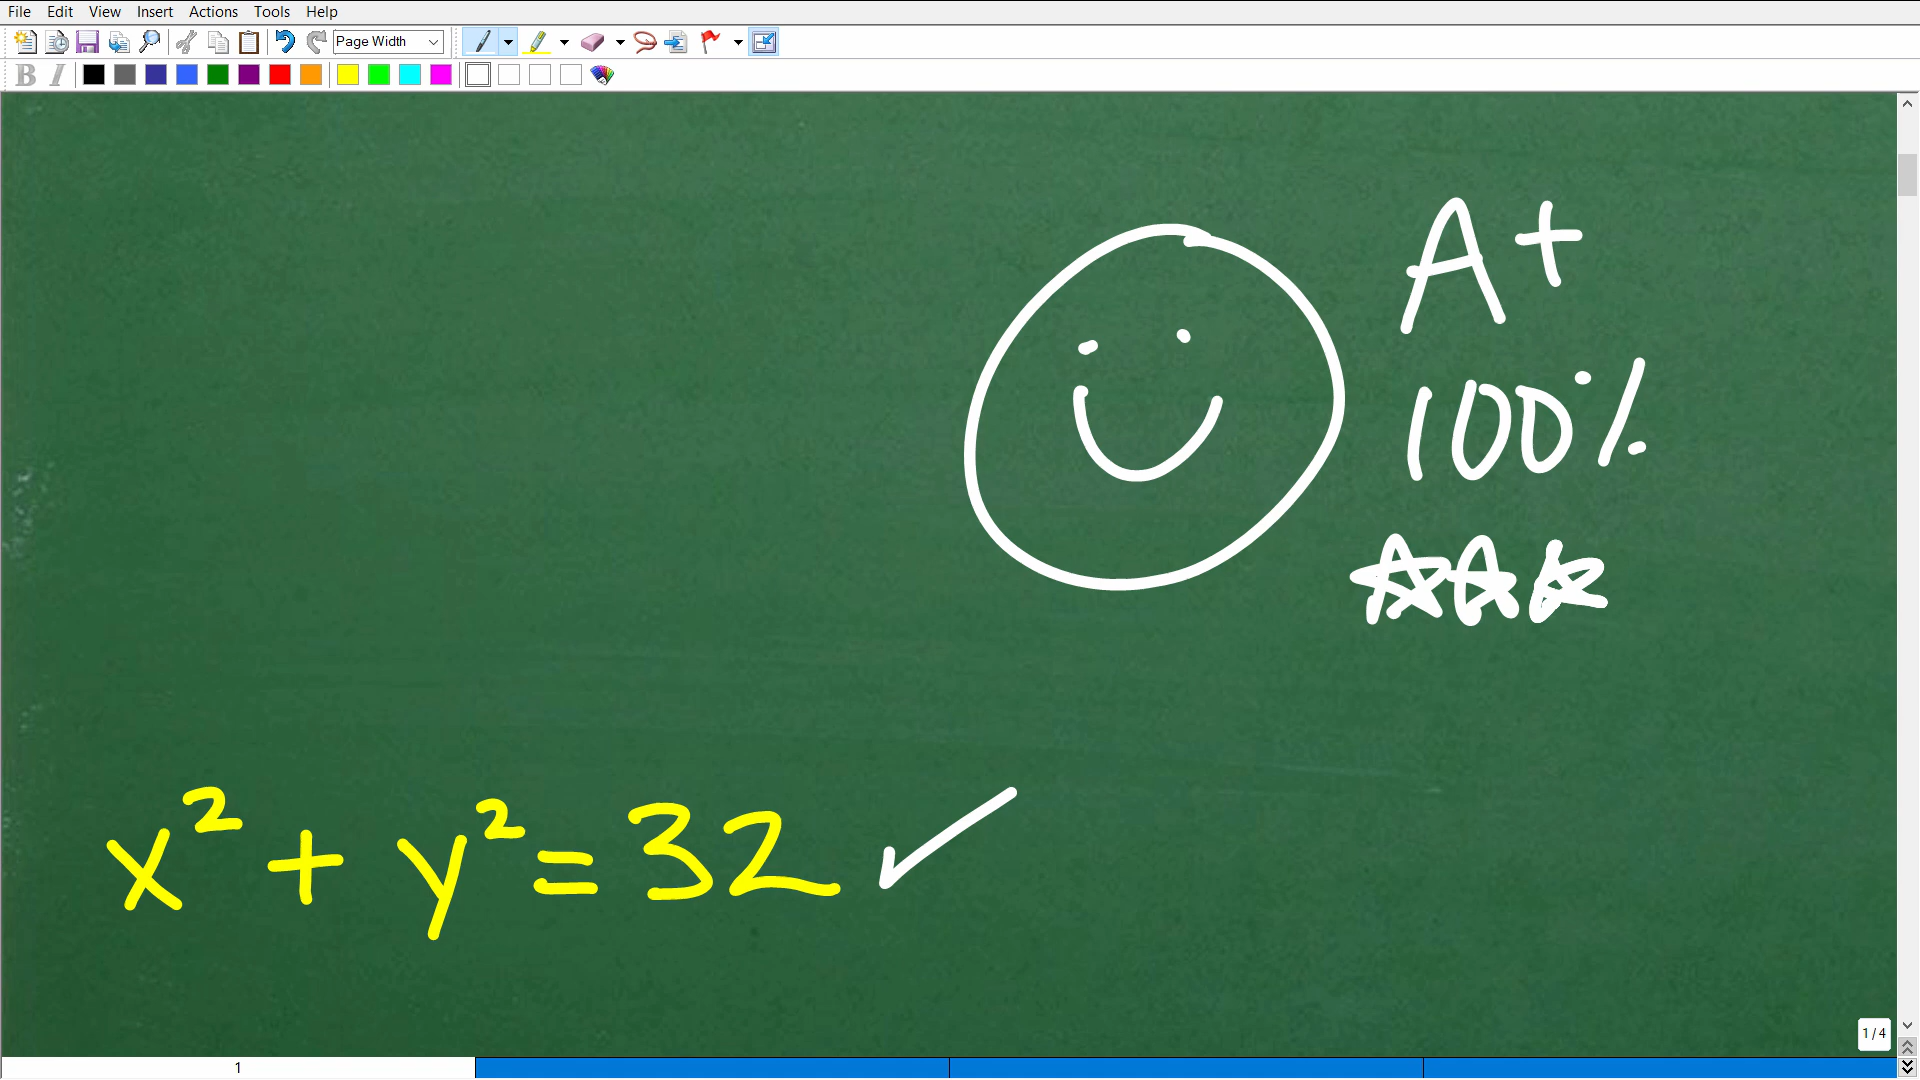 File Edit View Insert Actions Tools Help
Page Width
B I
A+
100%
x² + y² = 32 ✓
1 / 4
1